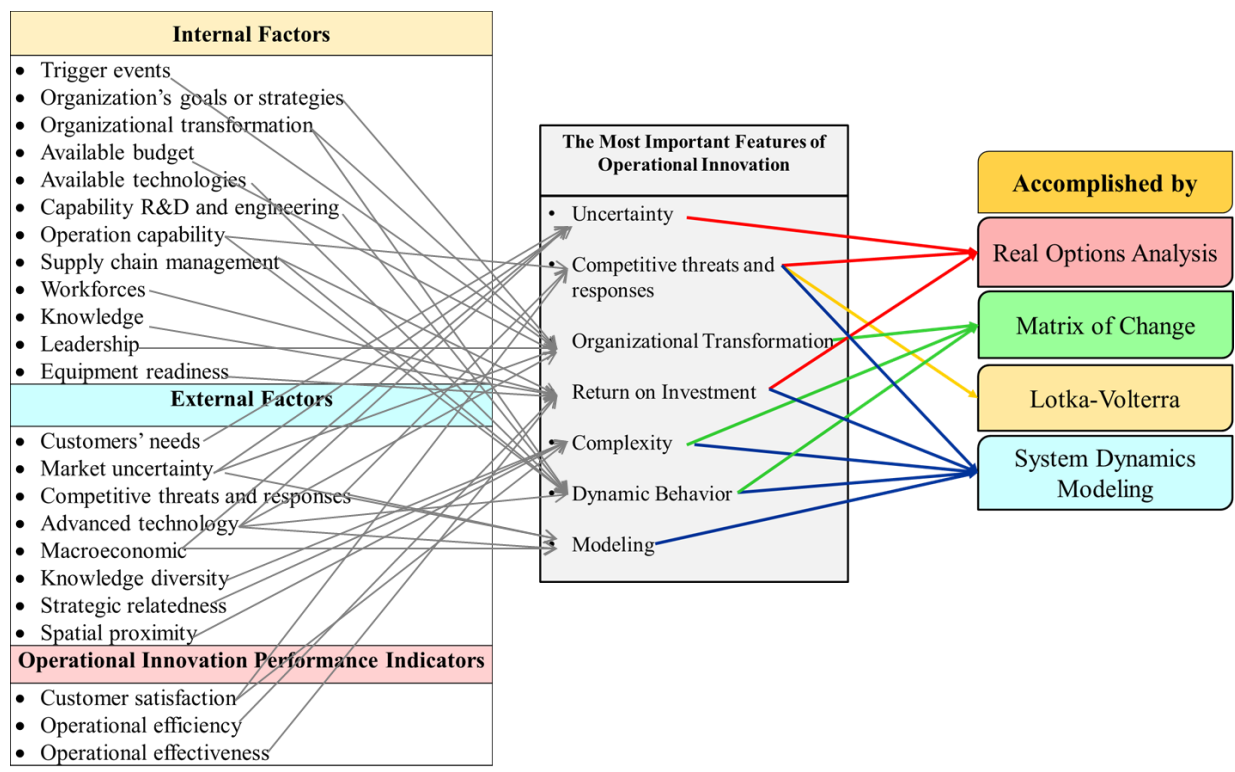 Internal Factors
• Trigger events
• Organization’s goals or strategies
• Organizational transformation
• Available budget
• Available technologies
• Capability R&D and engineering
• Operation capability
• Supply chain management
• Workforces
• Knowledge
• Leadership
• Equipment readiness
External Factors
• Customers’ needs
• Market uncertainty
• Competitive threats and responses
• Advanced technology
• Macroeconomic
• Knowledge diversity
• Strategic relatedness
• Spatial proximity
Operational Innovation Performance Indicators
• Customer satisfaction
• Operational efficiency
• Operational effectiveness
The Most Important Features of
Operational Innovation
• Uncertainty
• Competitive threats and
responses
• Organizational Transformation
• Return on Investment
• Complexity
• Dynamic Behavior
• Modeling
Accomplished by
Real Options Analysis
Matrix of Change
Lotka-Volterra
System Dynamics
Modeling